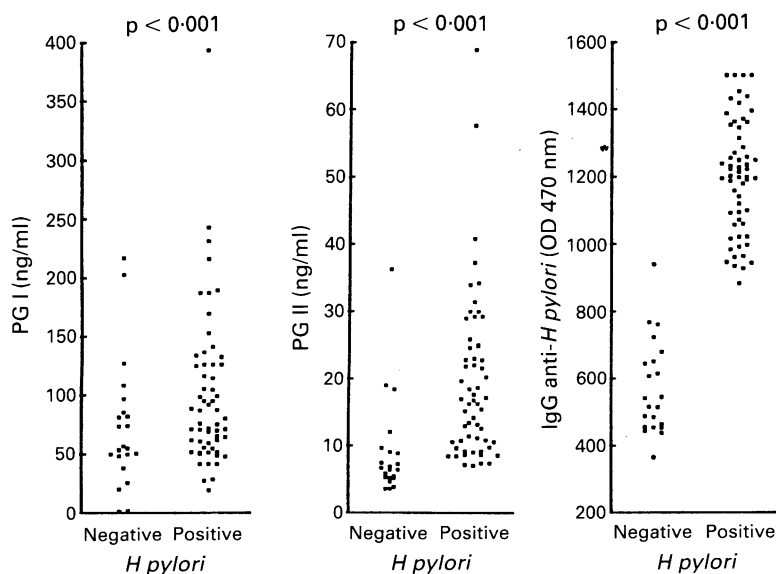 p < 0·001
PG I (ng/ml)
400
350
300
250
200
150
100
50
0
Negative Positive
H pylori
p < 0·001
PG II (ng/ml)
70
60
50
40
30
20
10
0
Negative Positive
H pylori
p < 0·001
IgG anti-H pylori (OD 470 nm)
1600
1400
1200
1000
800
600
400
200
Negative Positive
H pylori